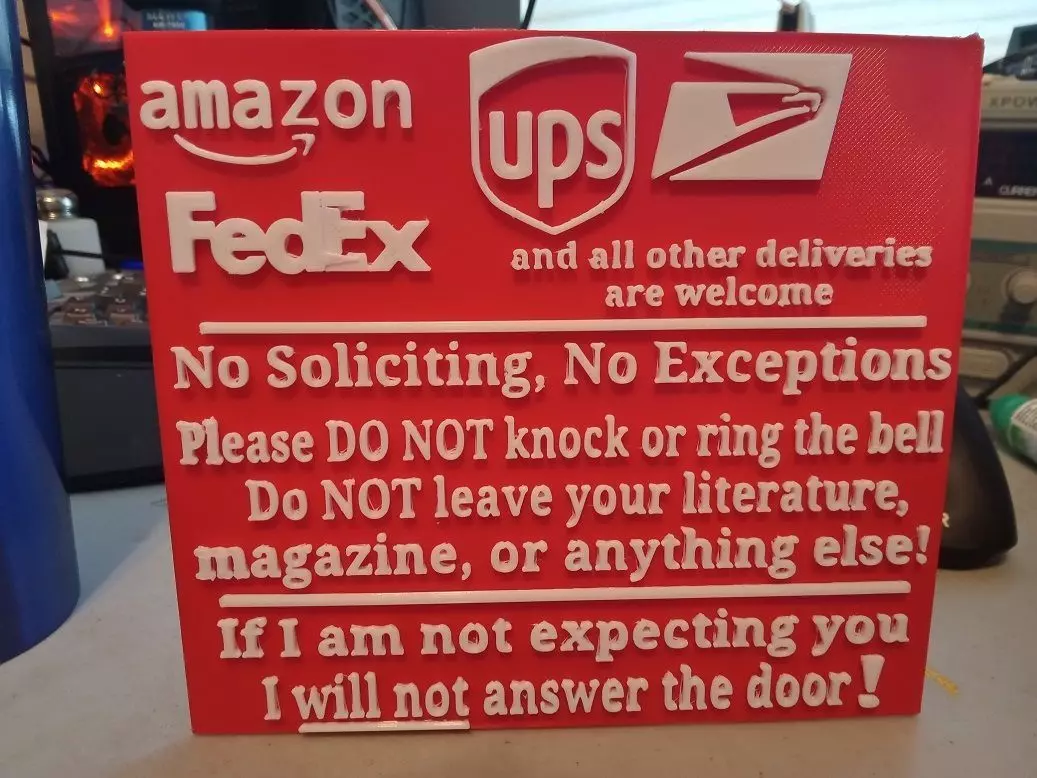 amazon
ups
FedEx
and all other deliveries
are welcome
No Soliciting, No Exceptions
Please DO NOT knock or ring the bell
Do NOT leave your literature,
magazine, or anything else!
If I am not expecting you
I will not answer the door!